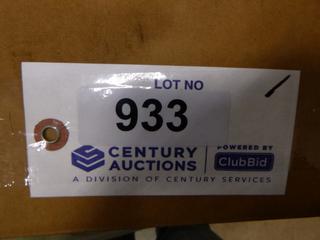 LOT NO
933
CENTURY
AUCTIONS
POWERED BY
ClubBid
A DIVISION OF CENTURY SERVICES